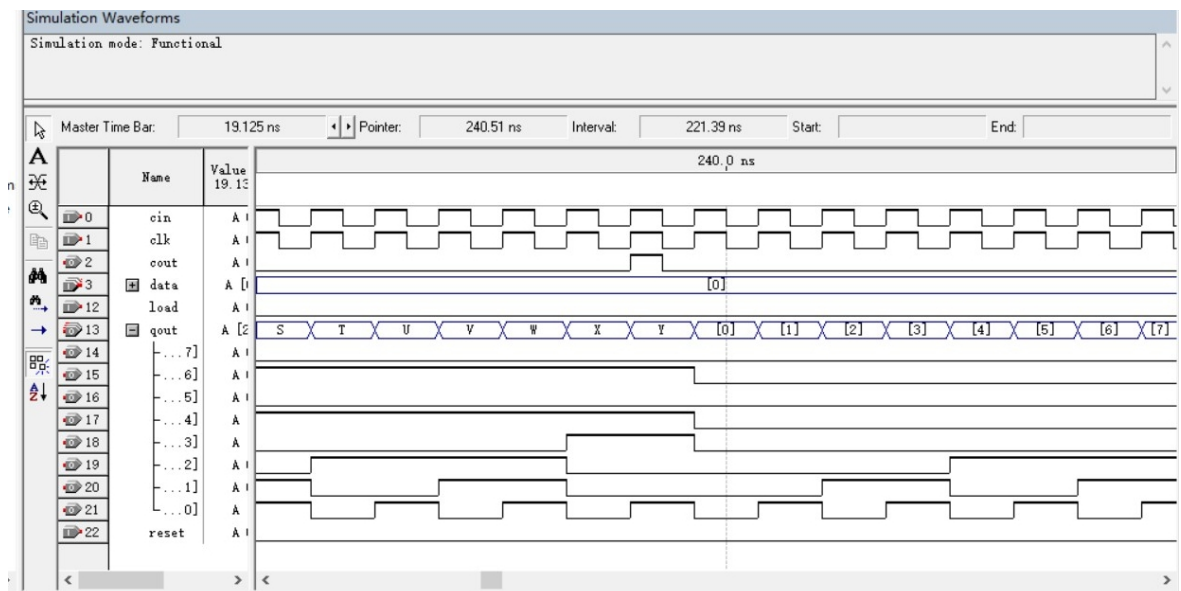 Simulation Waveforms
Simulation mode: Functional
Master Time Bar: 19.125 ns Pointer: 240.51 ns Interval: 221.39 ns Start: End:
Name Value 240.0 ns
19.13
0 cin A
1 clk A
2 cout A
3 data A [ [0]
12 load A
13 qout A [2 S T U V W X Y [0] [1] [2] [3] [4] [5] [6] [7]
14 ...7] A
15 ...6] A
16 ...5] A
17 ...4] A
18 ...3] A
19 ...2] A
20 ...1] A
21 ...0] A
22 reset A